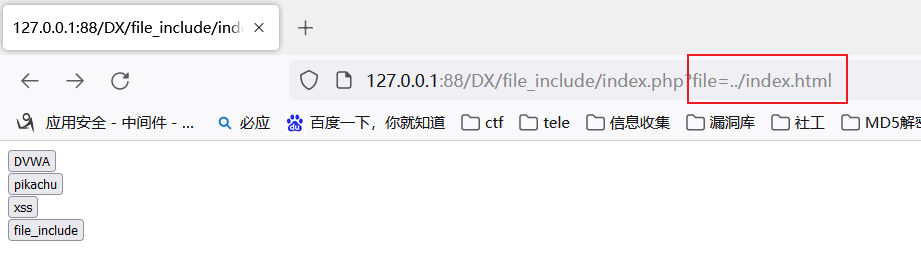 127.0.0.1:88/DX/file_include/inde
127.0.0.1:88/DX/file_include/index.php?file=../index.html
应用安全 - 中间件 - ... 必应 百度一下，你就知道 ctf tele 信息收集 漏洞库 社工 MD5解密
DVWA
pikachu
xss
file_include